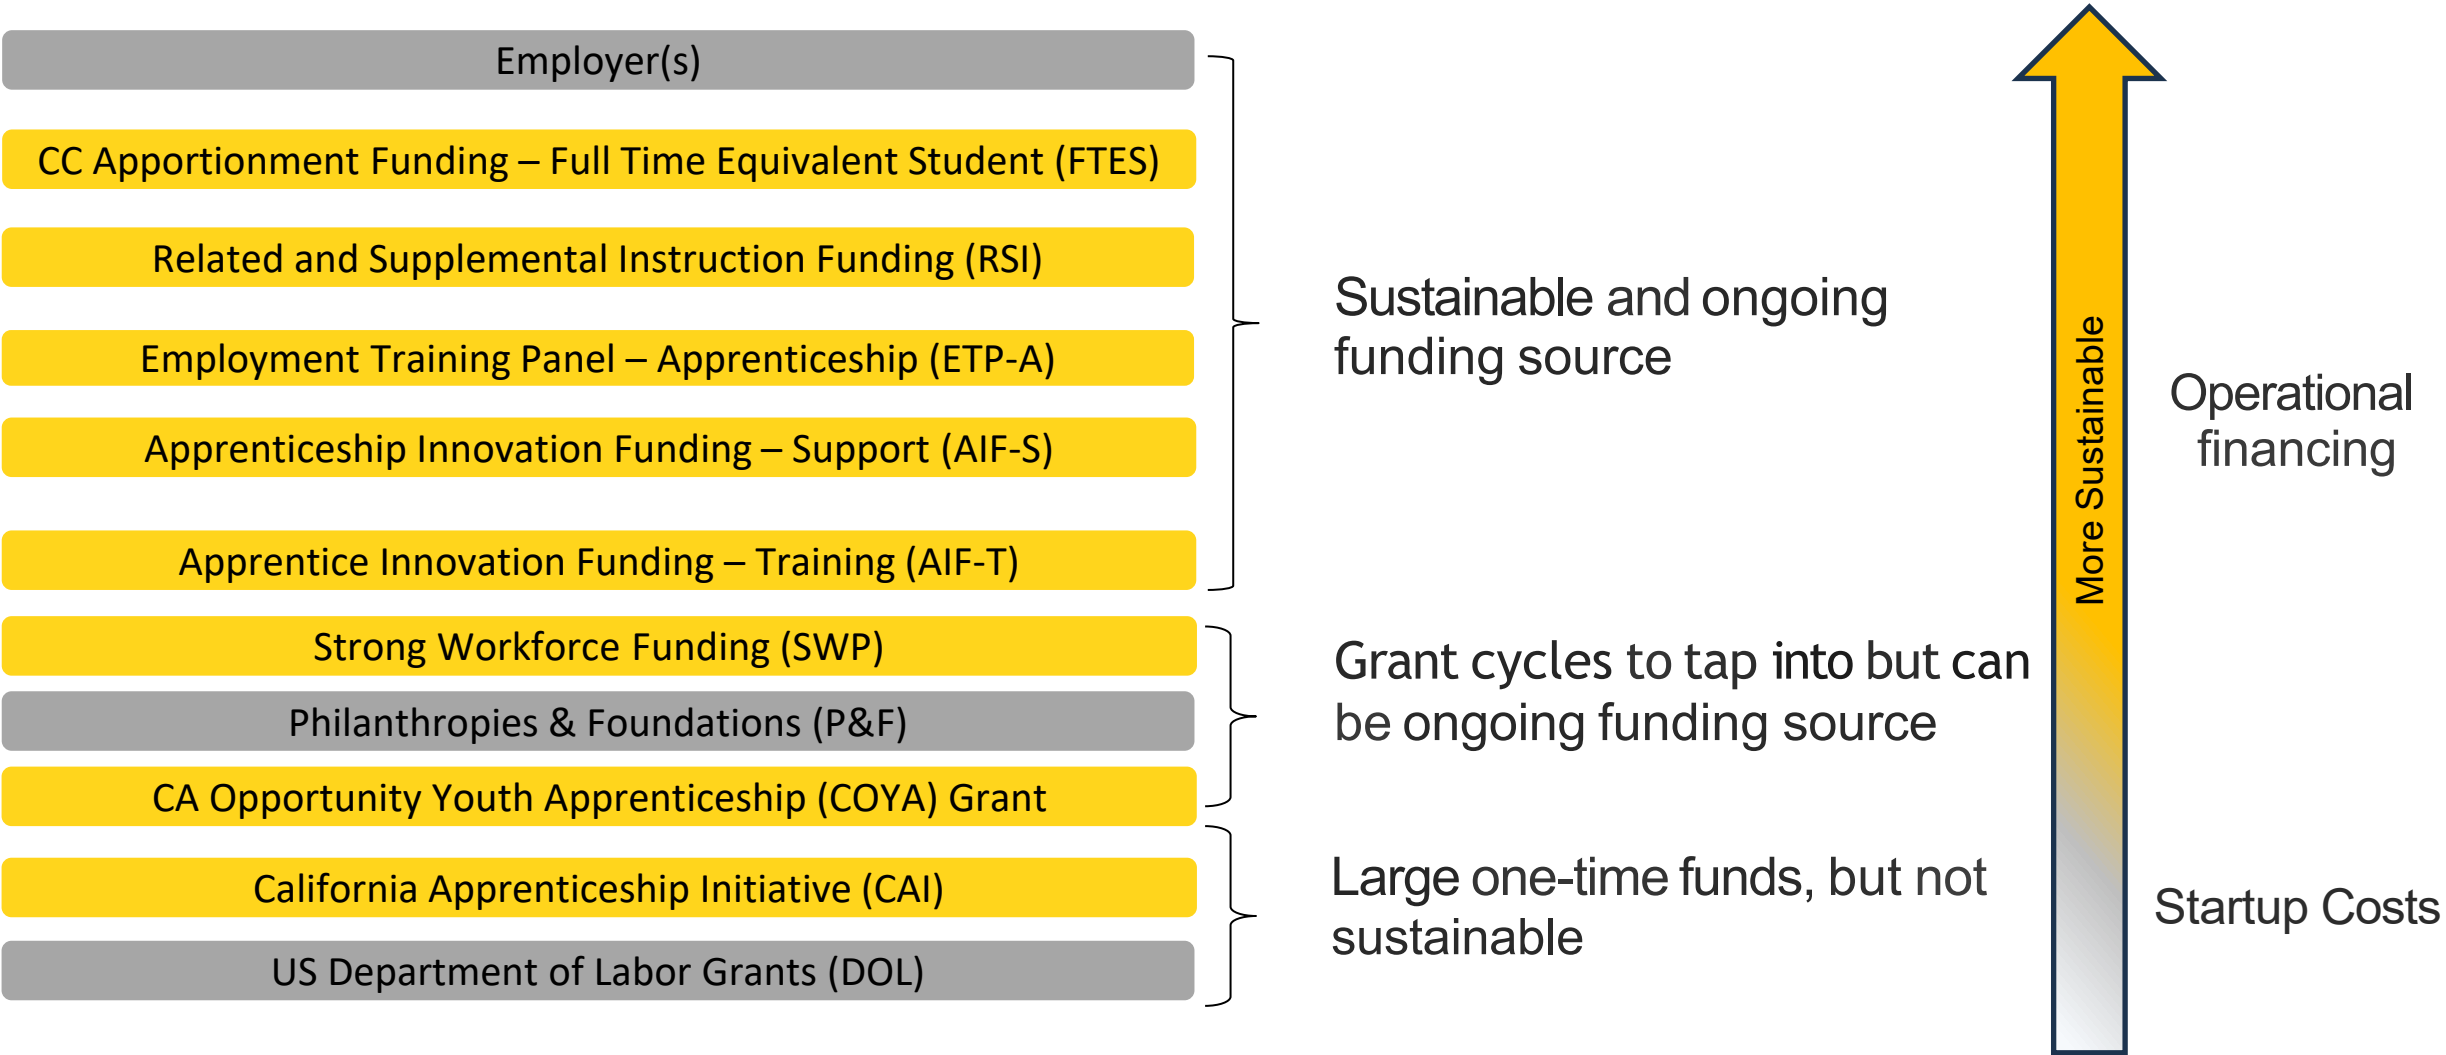 Employer(s)
CC Apportionment Funding – Full Time Equivalent Student (FTES)
Related and Supplemental Instruction Funding (RSI)
Employment Training Panel – Apprenticeship (ETP-A)
Apprenticeship Innovation Funding – Support (AIF-S)
Apprentice Innovation Funding – Training (AIF-T)
Strong Workforce Funding (SWP)
Philanthropies & Foundations (P&F)
CA Opportunity Youth Apprenticeship (COYA) Grant
California Apprenticeship Initiative (CAI)
US Department of Labor Grants (DOL)
Sustainable and ongoing
funding source
Grant cycles to tap into but can
be ongoing funding source
Large one-time funds, but not
sustainable
More Sustainable
Operational
financing
Startup Costs